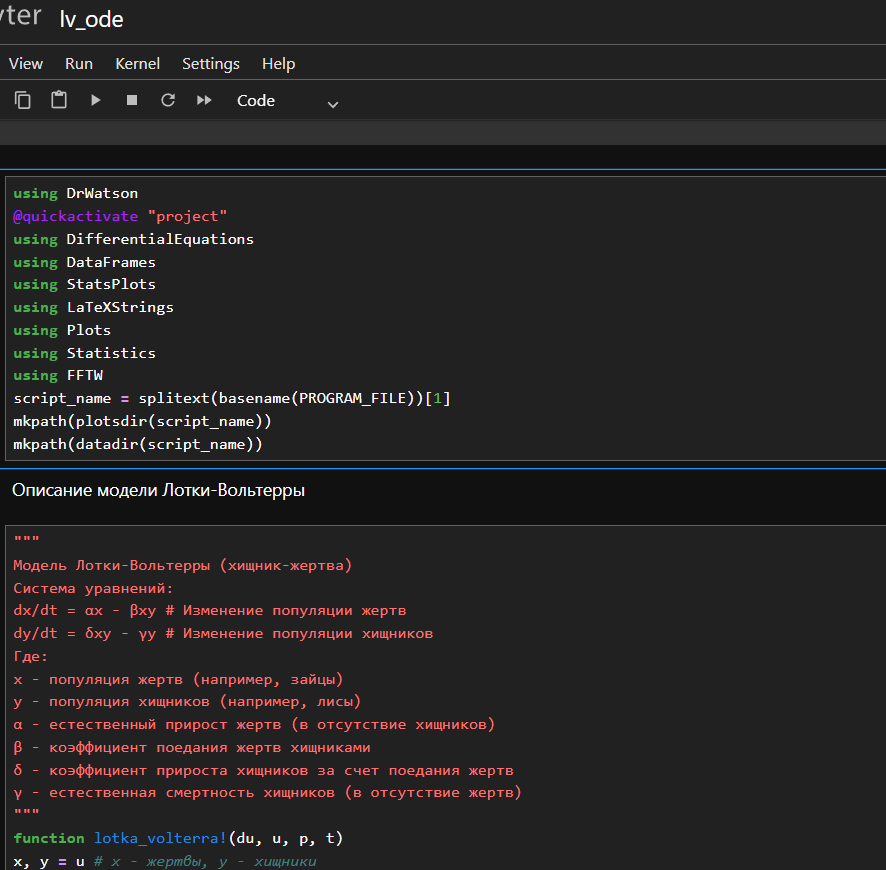 yter lv_ode
View Run Kernel Settings Help
Code
using DrWatson
@quickactivate "project"
using DifferentialEquations
using DataFrames
using StatsPlots
using LaTeXStrings
using Plots
using Statistics
using FFTW
script_name = splitext(basename(PROGRAM_FILE))[1]
mkpath(plotsdir(script_name))
mkpath(datadir(script_name))
Описание модели Лотки-Вольтерры
"""
Модель Лотки-Вольтерры (хищник-жертва)
Система уравнений:
dx/dt = αx - βxy # Изменение популяции жертв
dy/dt = δxy - γy # Изменение популяции хищников
Где:
x - популяция жертв (например, зайцы)
y - популяция хищников (например, лисы)
α - естественный прирост жертв (в отсутствие хищников)
β - коэффициент поедания жертв хищниками
δ - коэффициент прироста хищников за счет поедания жертв
γ - естественная смертность хищников (в отсутствие жертв)
"""
function lotka_volterra!(du, u, p, t)
x, y = u # x - жертвы, y - хищники